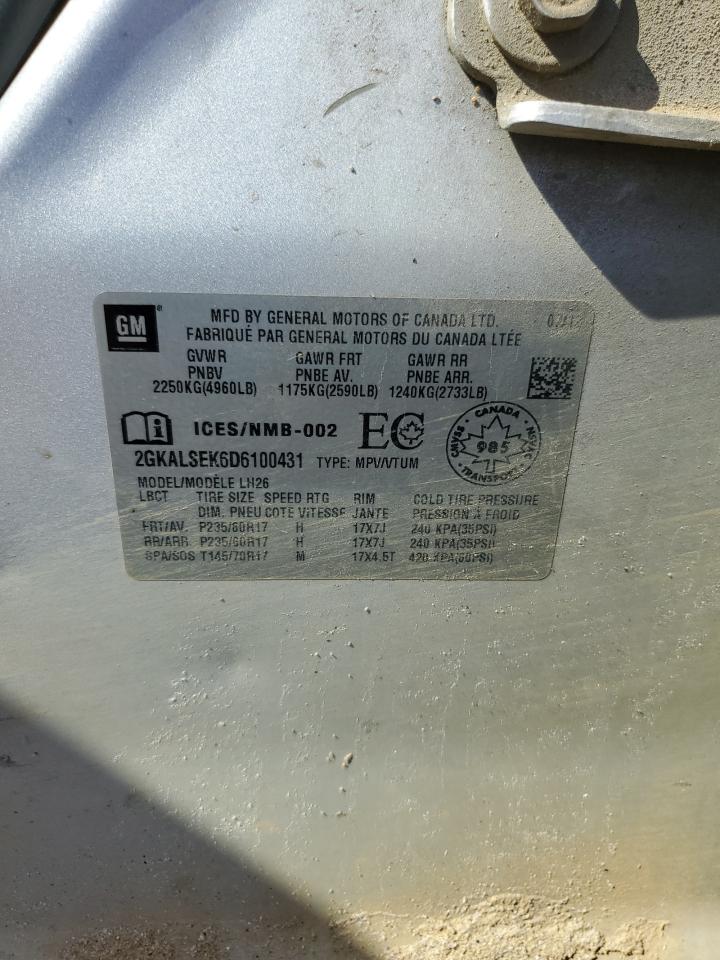 GM
MFD BY GENERAL MOTORS OF CANADA LTD.
FABRIQUÉ PAR GENERAL MOTORS DU CANADA LTÉE
GVWR GAWR FRT GAWR RR
PNBV PNBE AV. PNBE ARR.
2250KG(4960LB) 1175KG(2590LB) 1240KG(2733LB)
ICES/NMB-002 EC
CANADA
CMVSS 985 NSVAC
TRANSPORT
2GKALSEK6D6100431 TYPE: MPV/VTUM
MODEL/MODÈLE LH26
LBCT TIRE SIZE SPEED RTG RIM COLD TIRE PRESSURE
DIM. PNEU COTE VITESSE JANTE PRESSION A FROID
FRT/AV. P235/60R17 H 17X7J 240 KPA(35PSI)
RR/ARR. P235/60R17 H 17X7J 240 KPA(35PSI)
SPA/SOS T145/70R17 M 17X4.5T 420 KPA(60PSI)